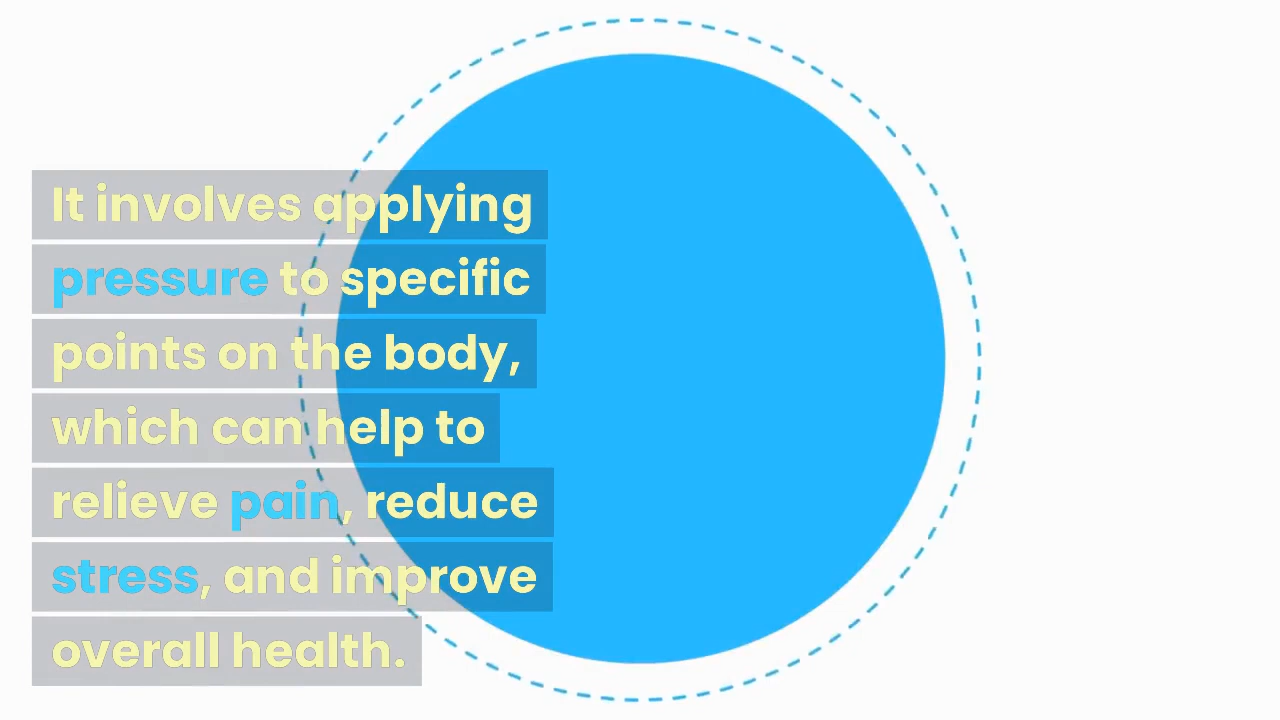 It involves applying
pressure to specific
points on the body,
which can help to
relieve pain, reduce
stress, and improve
overall health.